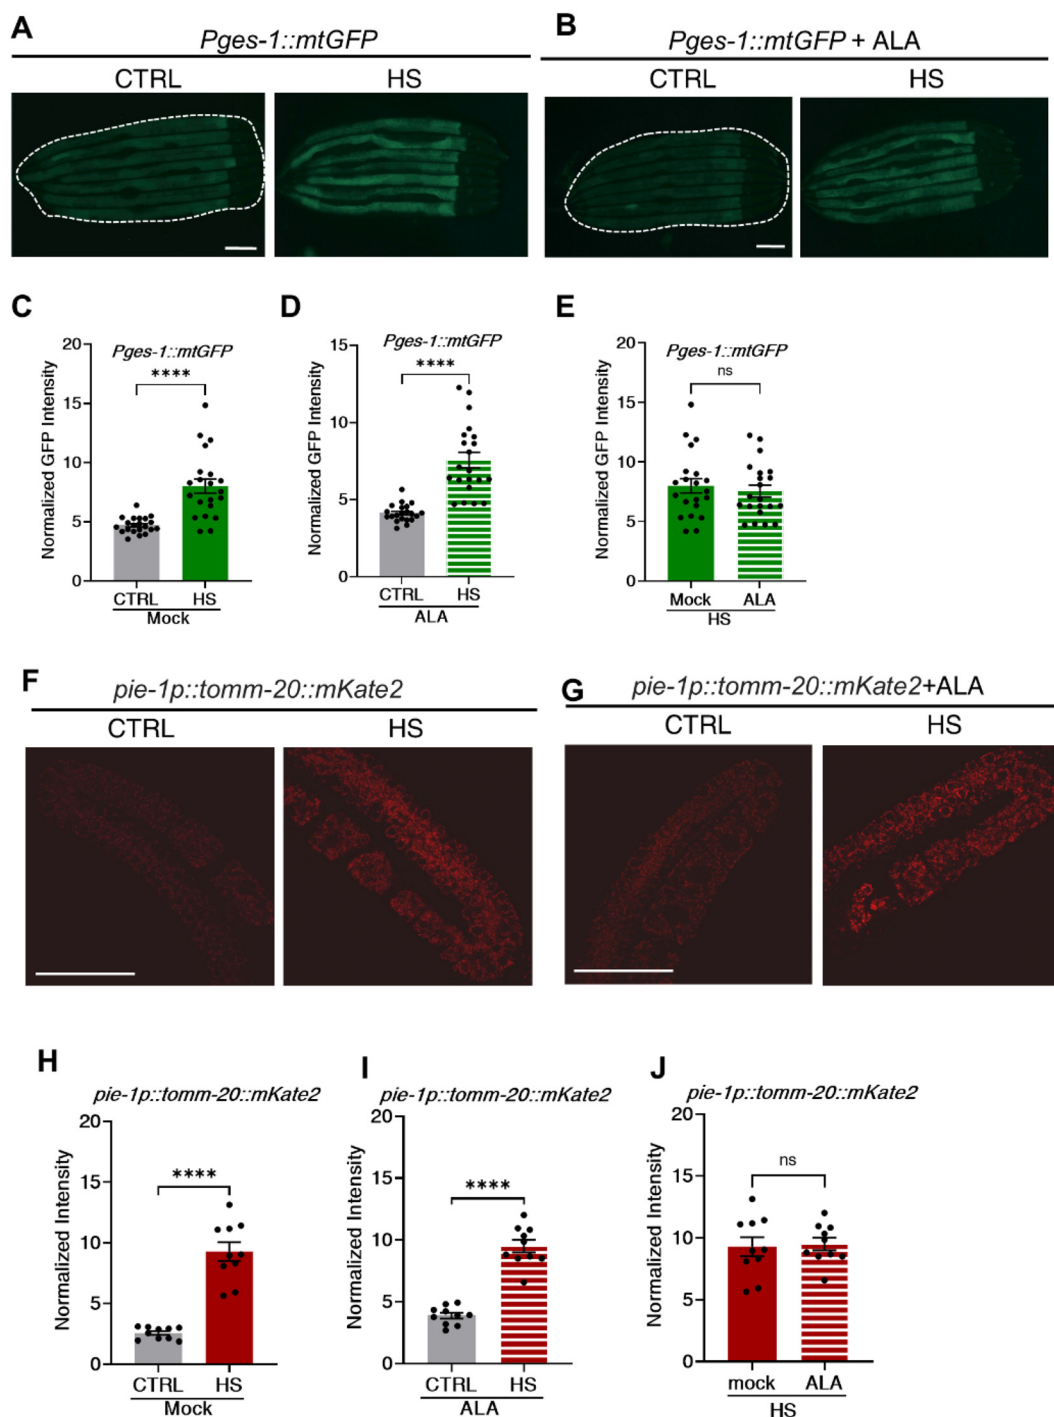 A
Pges-1::mtGFP
CTRL HS
B
Pges-1::mtGFP + ALA
CTRL HS
C
Pges-1::mtGFP
****
Normalized GFP Intensity
20
15
10
5
0
CTRL HS
Mock
D
Pges-1::mtGFP
****
Normalized GFP Intensity
15
10
5
0
CTRL HS
ALA
E
Pges-1::mtGFP
ns
Normalized GFP Intensity
20
15
10
5
0
Mock ALA
HS
F
pie-1p::tomm-20::mKate2
CTRL HS
G
pie-1p::tomm-20::mKate2+ALA
CTRL HS
H
pie-1p::tomm-20::mKate2
****
Normalized Intensity
20
15
10
5
0
CTRL HS
Mock
I
pie-1p::tomm-20::mKate2
****
Normalized Intensity
20
15
10
5
0
CTRL HS
ALA
J
pie-1p::tomm-20::mKate2
ns
Normalized Intensity
20
15
10
5
0
mock ALA
HS